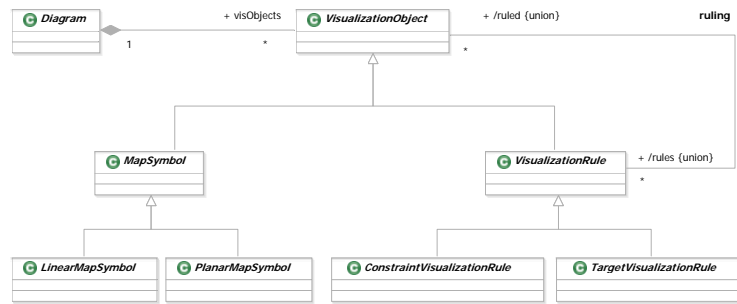 C Diagram
+ visObjects
1
*
C VisualizationObject
+ /ruled {union}
*
ruling
C MapSymbol
C VisualizationRule
+ /rules {union}
*
C LinearMapSymbol
C PlanarMapSymbol
C ConstraintVisualizationRule
C TargetVisualizationRule